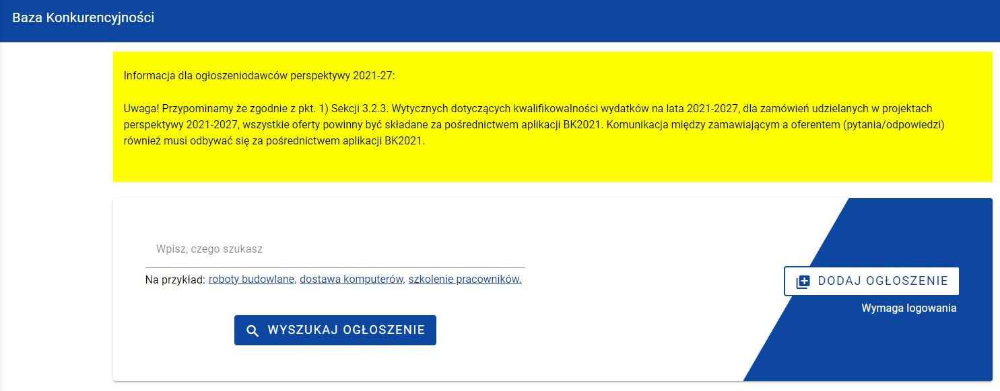 Baza Konkurencyjności
Informacja dla ogłoszeniodawców perspektywy 2021-27:
Uwaga! Przypominamy że zgodnie z pkt. 1) Sekcji 3.2.3. Wytycznych dotyczących kwalifikowalności wydatków na lata 2021-2027, dla zamówień udzielanych w projektach
perspektywy 2021-2027, wszystkie oferty powinny być składane za pośrednictwem aplikacji BK2021. Komunikacja między zamawiającym a oferentem (pytania/odpowiedzi)
również musi odbywać się za pośrednictwem aplikacji BK2021.
Wpisz, czego szukasz
Na przykład: roboty budowlane, dostawa komputerów, szkolenie pracowników.
WYSZUKAJ OGŁOSZENIE
DODAJ OGŁOSZENIE
Wymaga logowania